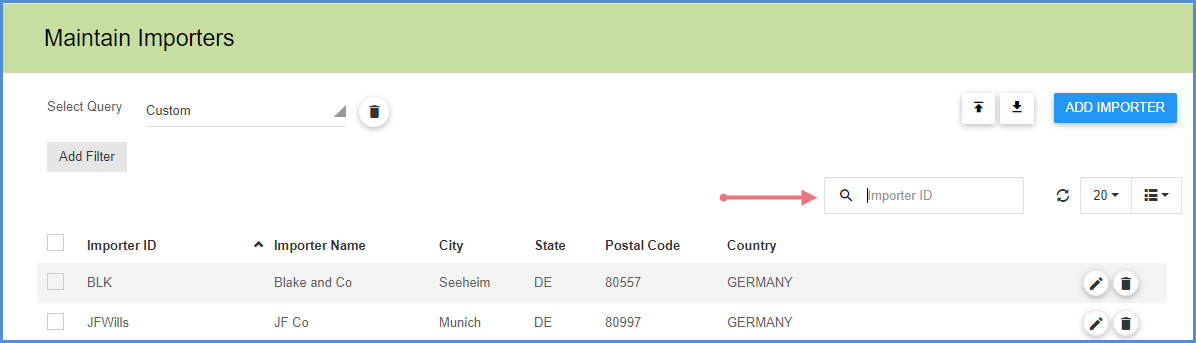 Maintain Importers
Select Query Custom ADD IMPORTER
Add Filter
Importer ID 20
Importer ID Importer Name City State Postal Code Country
BLK Blake and Co Seeheim DE 80557 GERMANY
JFWills JF Co Munich DE 80997 GERMANY